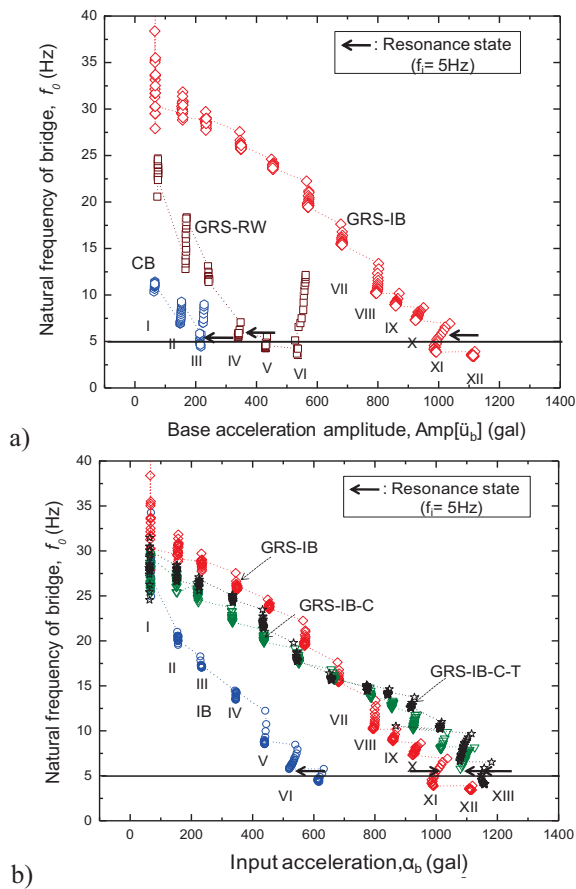 40
35
30
25
20
15
10
5
0
Natural frequency of bridge, f₀ (Hz)
: Resonance state
(fᵢ= 5Hz)
GRS-RW
GRS-IB
CB
I
II
III
IV
V
VI
VII
VIII
IX
X
XI
XII
0 200 400 600 800 1000 1200 1400
Base acceleration amplitude, Amp[ü_b] (gal)
a)
40
35
30
25
20
15
10
5
0
Natural frequency of bridge, f₀ (Hz)
: Resonance state
(fᵢ= 5Hz)
GRS-IB
GRS-IB-C
GRS-IB-C-T
I
II
III
IB
IV
V
VI
VII
VIII
IX
X
XI
XII
XIII
0 200 400 600 800 1000 1200 1400
Input acceleration,α_b (gal)
b)